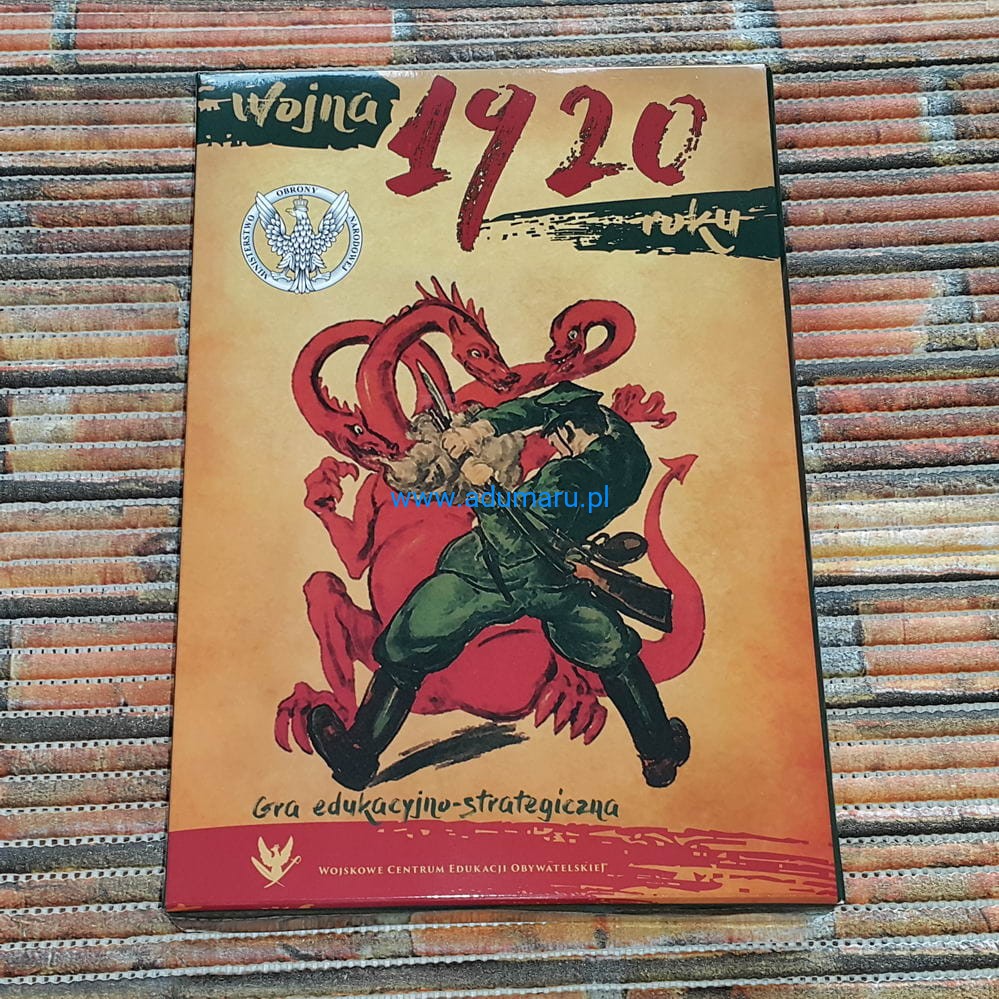 Wojna
1920
roku
MINISTERSTWO OBRONY NARODOWEJ
www.adumaru.pl
Gra edukacyjno-strategiczna
WOJSKOWE CENTRUM EDUKACJI OBYWATELSKIEJ